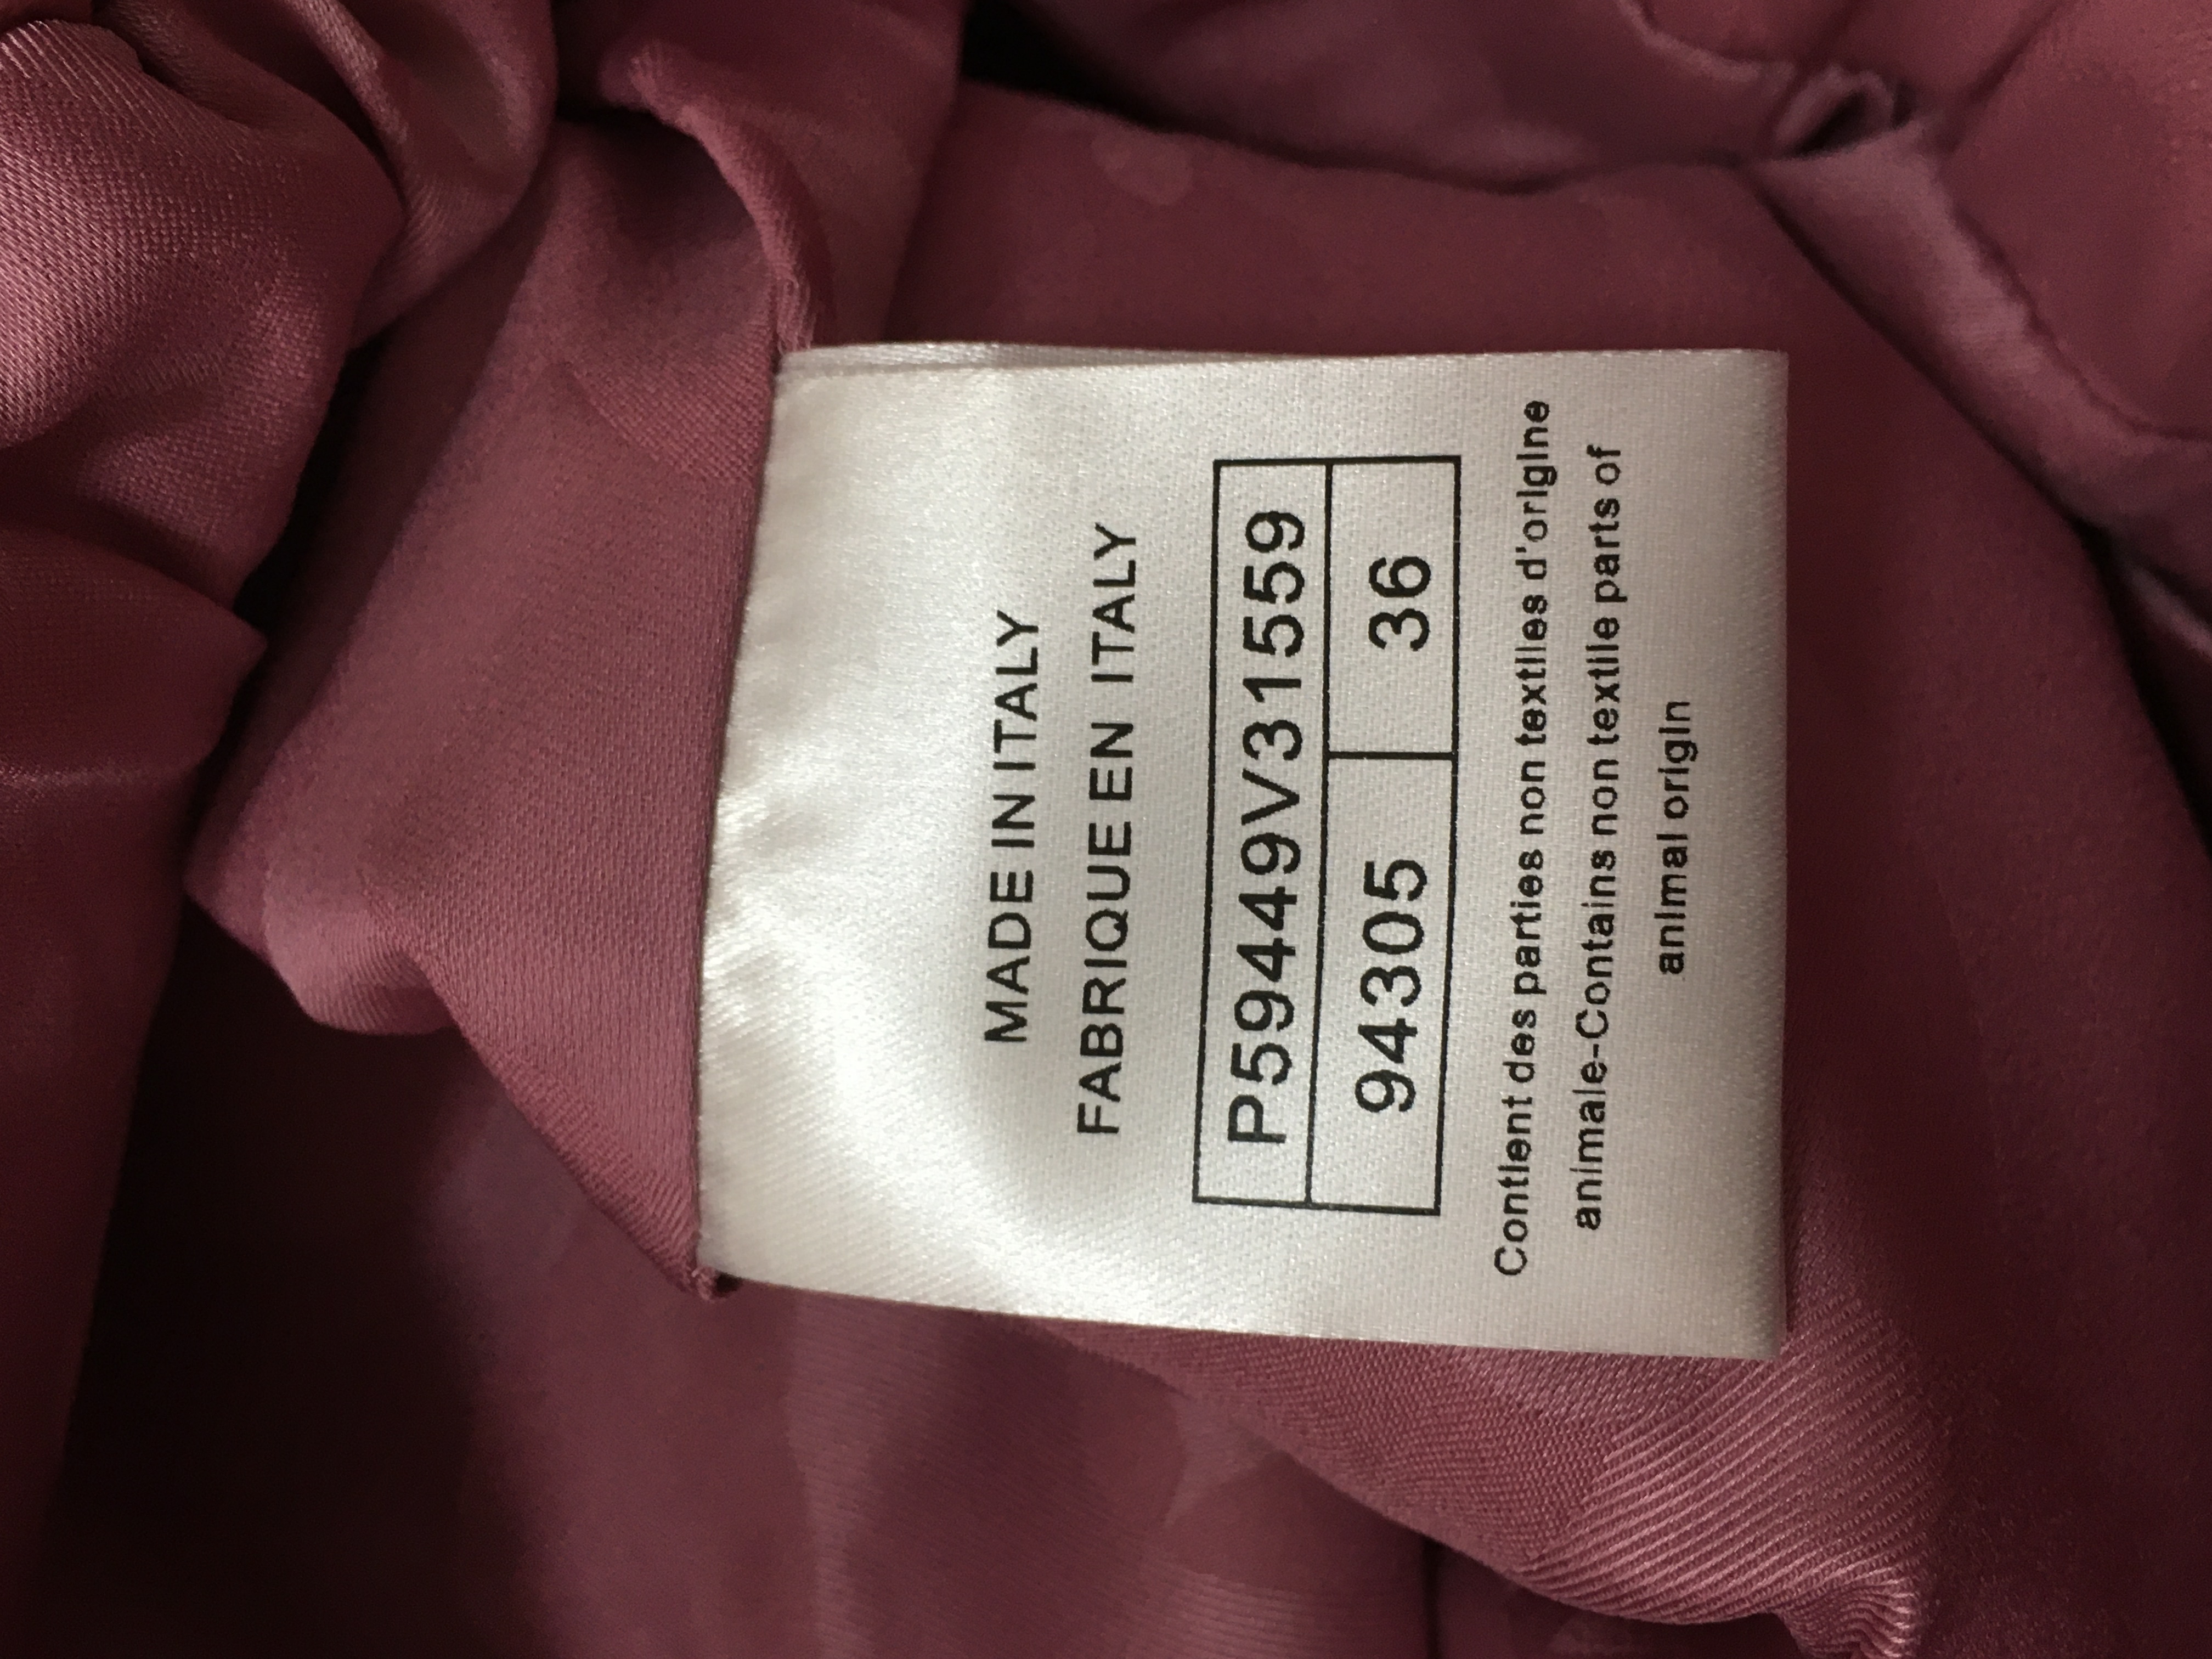 MADE IN ITALY
FABRIQUE EN ITALY
P59449V31559
94305 36
Contient des parties non textiles d'origine
animale-Contains non textile parts of
animal origin